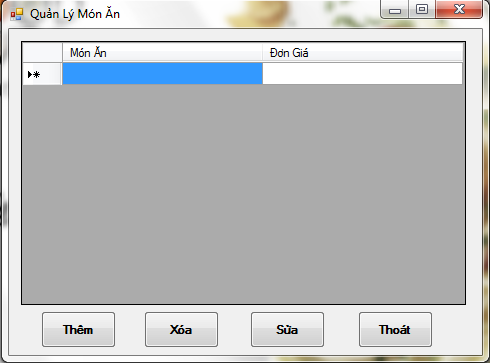 Quản Lý Món Ăn
Món Ăn Đơn Giá
Thêm Xóa Sửa Thoát